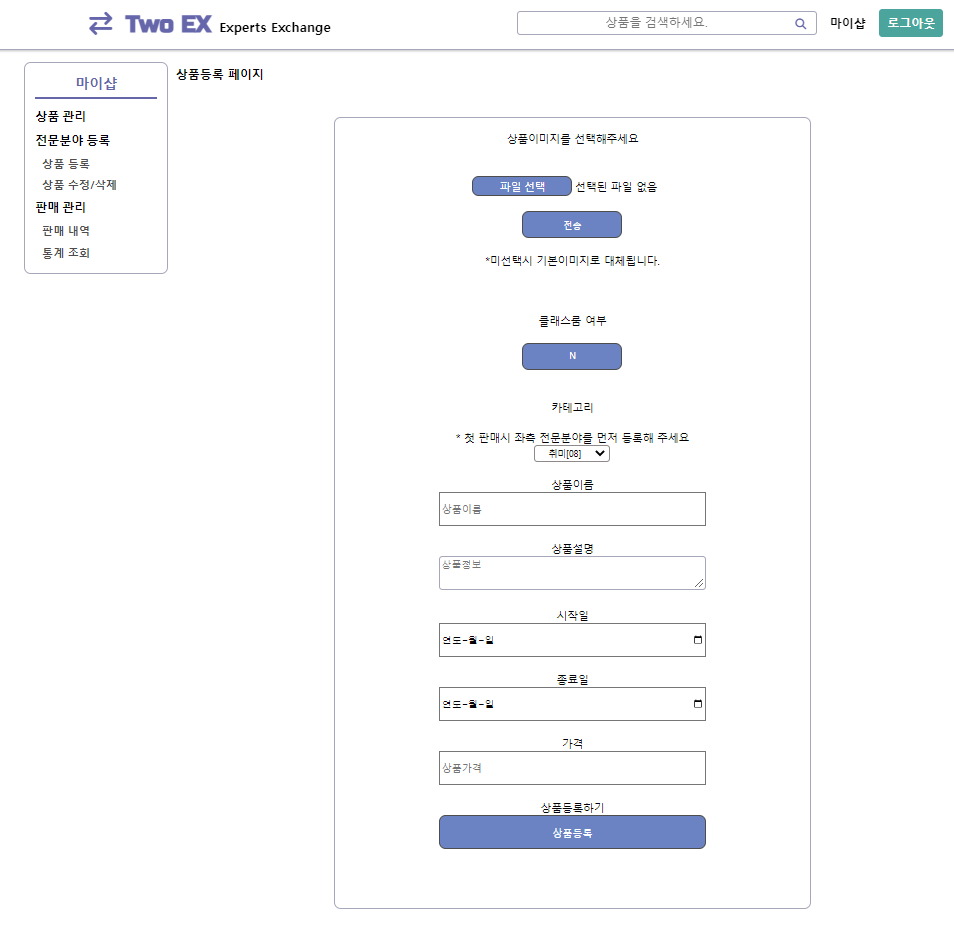 Two EX Experts Exchange 상품을 검색하세요. 마이샵 로그아웃
마이샵
상품 관리
전문분야 등록
상품 등록
상품 수정/삭제
판매 관리
판매 내역
통계 조회
상품등록 페이지
상품이미지를 선택해주세요
파일 선택 선택된 파일 없음
전송
*미선택시 기본이미지로 대체됩니다.
클래스룸 여부
N
카테고리
* 첫 판매시 좌측 전문분야를 먼저 등록해 주세요
취미[08]
상품이름
상품이름
상품설명
상품정보
시작일
연도-월-일
종료일
연도-월-일
가격
상품가격
상품등록하기
상품등록